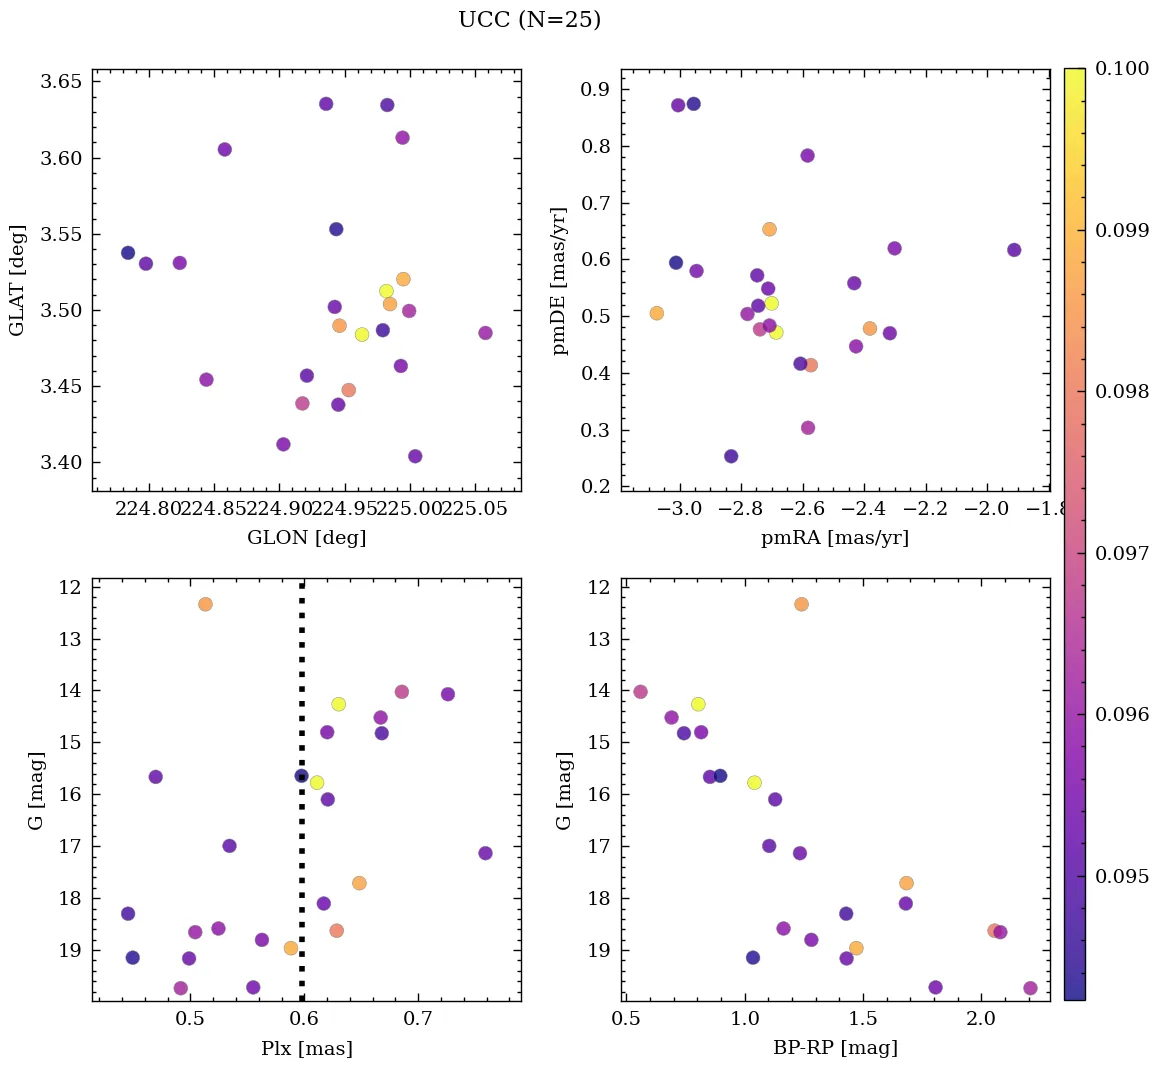 UCC (N=25)
3.65
3.60
3.55
3.50
3.45
3.40
GLAT [deg]
224.80 224.85 224.90 224.95 225.00 225.05
GLON [deg]
0.9
0.8
0.7
0.6
0.5
0.4
0.3
0.2
pmDE [mas/yr]
−3.0 −2.8 −2.6 −2.4 −2.2 −2.0 −1.8
pmRA [mas/yr]
0.100
0.099
0.098
0.097
0.096
0.095
12
13
14
15
16
17
18
19
G [mag]
0.5 0.6 0.7
Plx [mas]
12
13
14
15
16
17
18
19
G [mag]
0.5 1.0 1.5 2.0
BP-RP [mag]